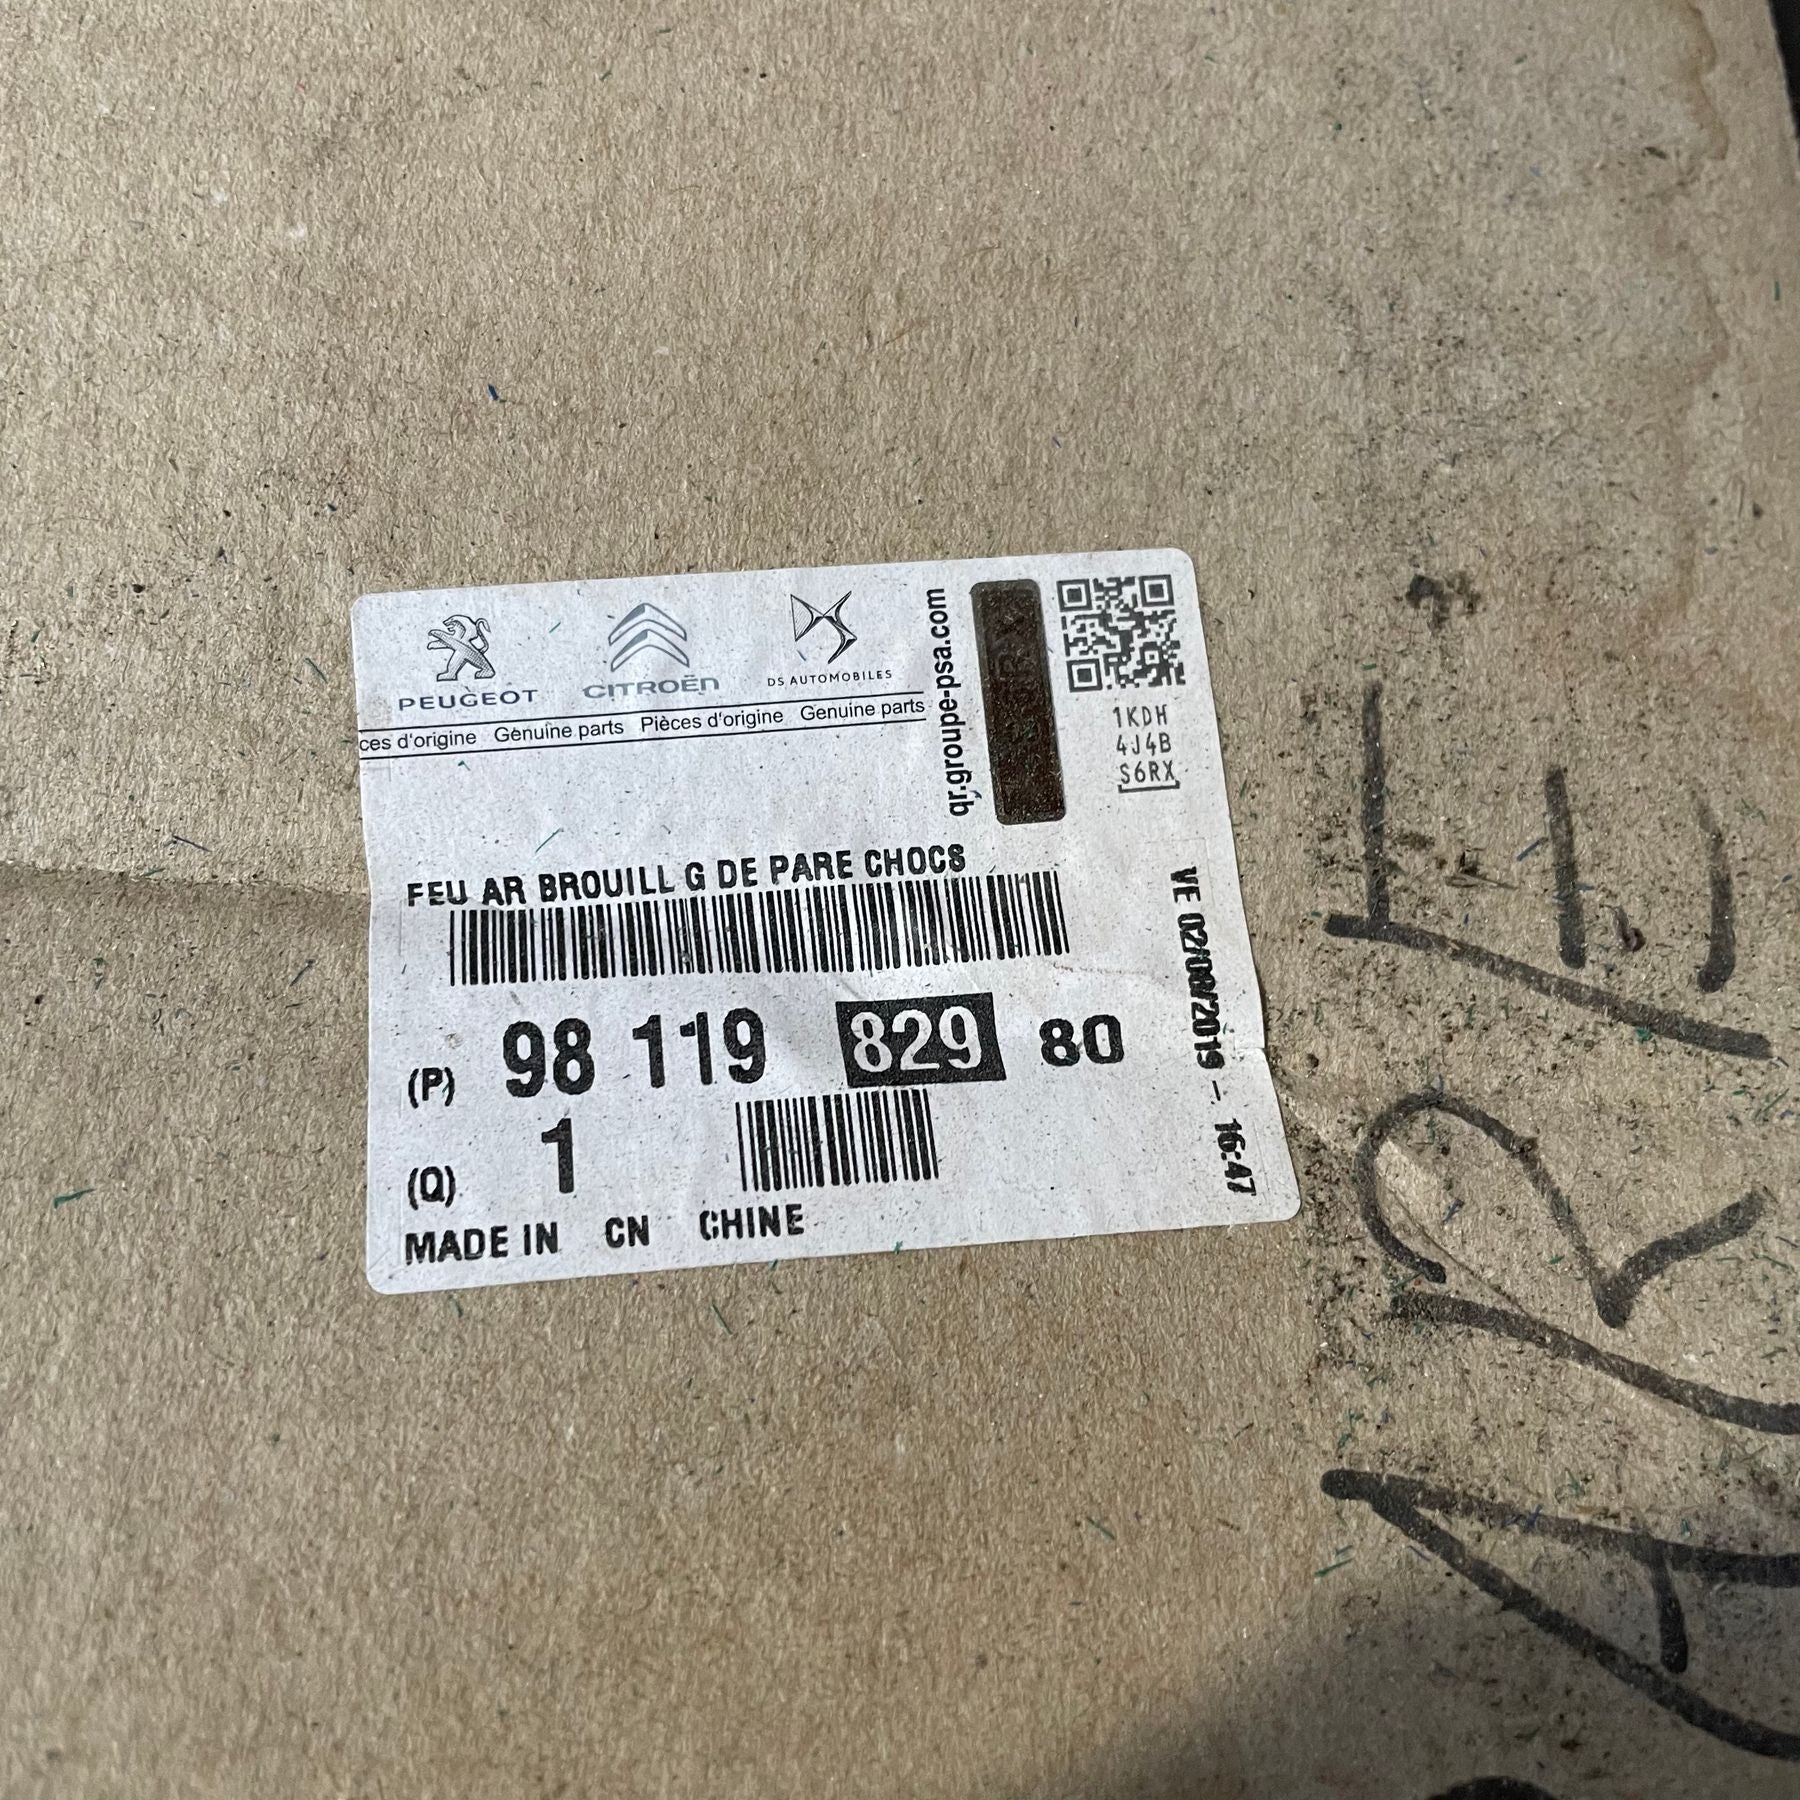 PEUGEOT CITROËN DS AUTOMOBILES
ces d'origine Genuine parts Pièces d'origine Genuine parts
qr.groupe-psa.com
1KDH
4J4B
S6RX
FEU AR BROUILL G DE PARE CHOCS
(P) 98 119 829 80
(Q) 1
MADE IN CN CHINE
VE 02/08/2019 - 16:47